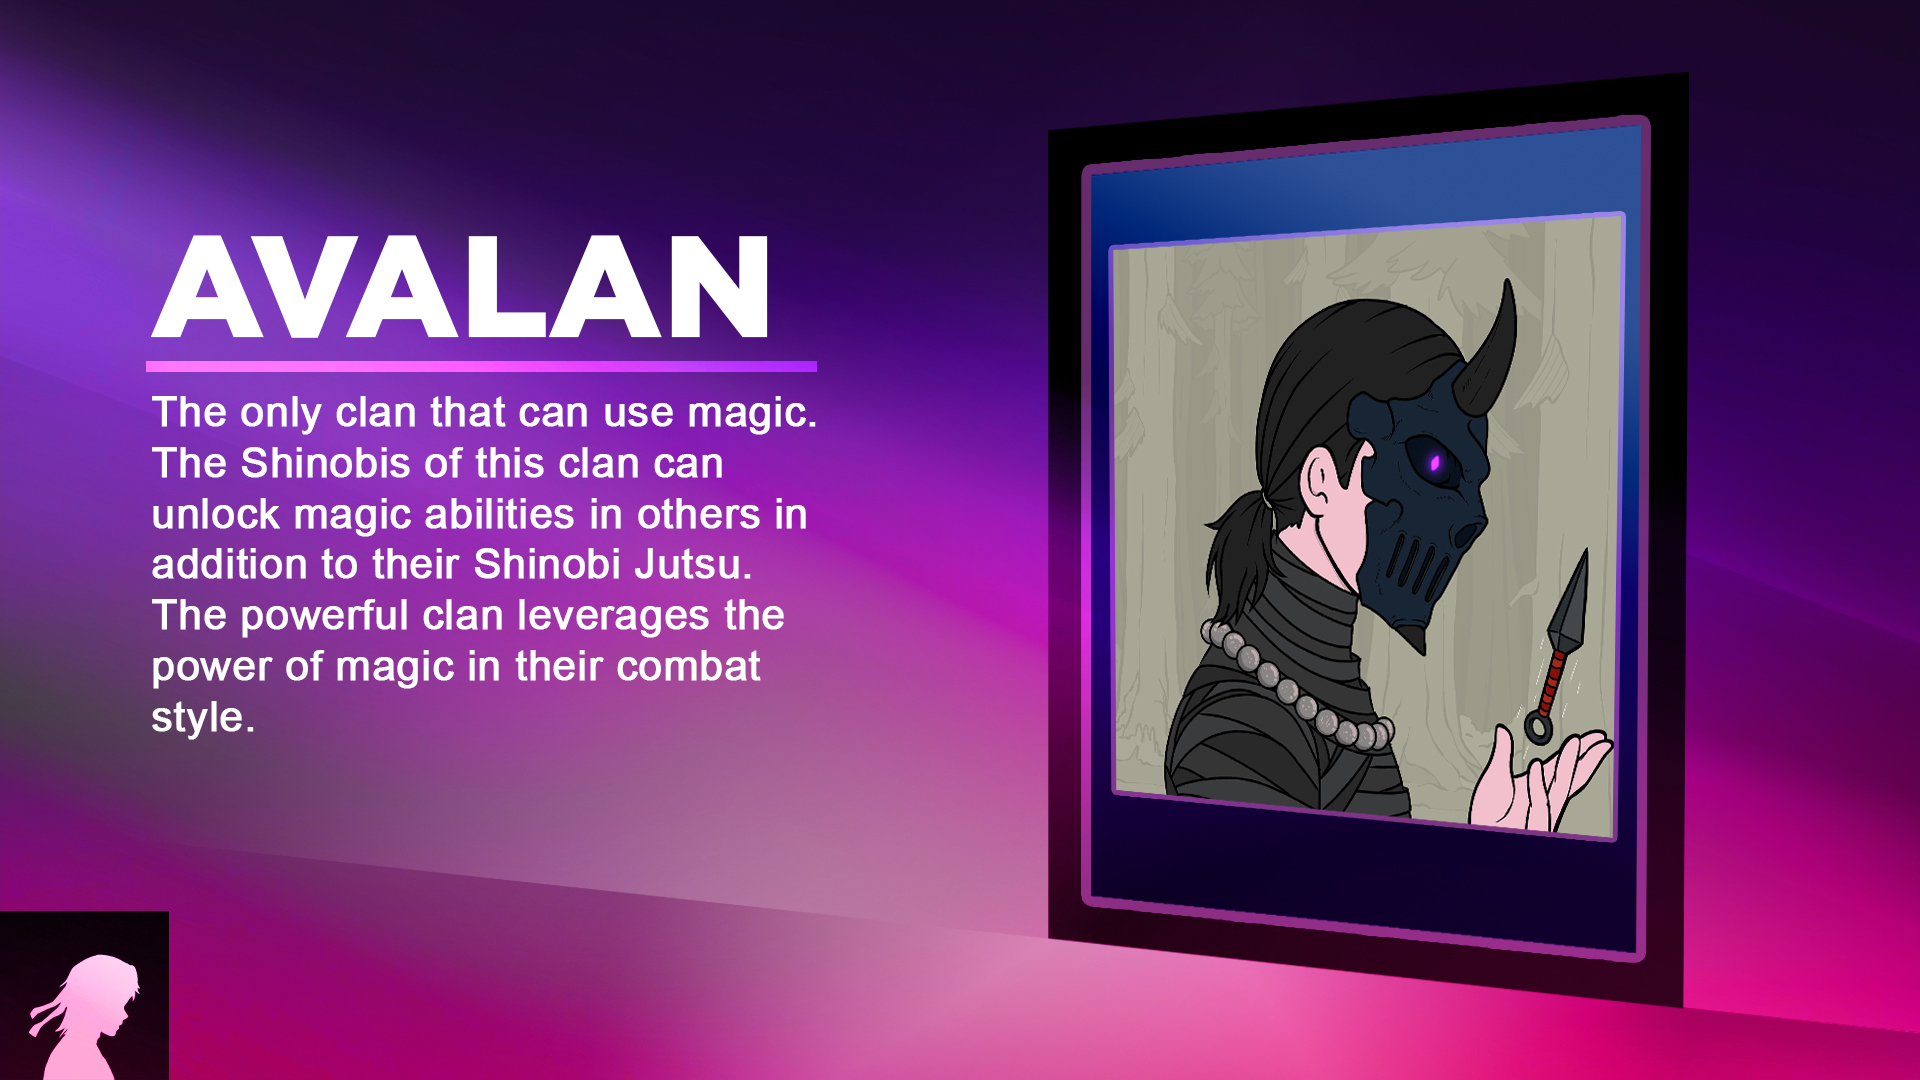 AVALAN
The only clan that can use magic.
The Shinobis of this clan can
unlock magic abilities in others in
addition to their Shinobi Jutsu.
The powerful clan leverages the
power of magic in their combat
style.